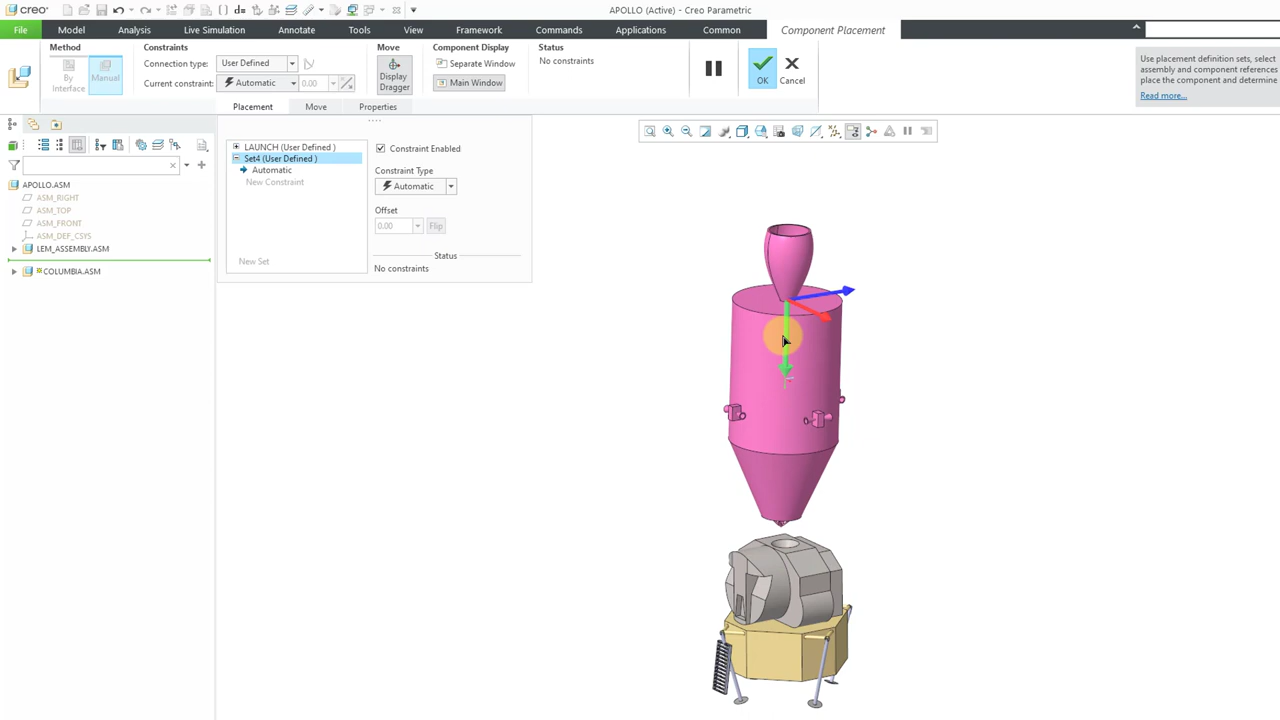 creo
APOLLO (Active) - Creo Parametric
File Model Analysis Live Simulation Annotate Tools View Framework Commands Applications Common Component Placement
Method Constraints Move Component Display Status
By Interface Manual
Connection type: User Defined
Current constraint: Automatic 0.00
Display Dragger
Separate Window
Main Window
No constraints
OK Cancel
Use placement definition sets, select
assembly and component references
place the component and determine
Read more...
Placement Move Properties
LAUNCH (User Defined )
Set4 (User Defined )
Automatic
New Constraint
New Set
Constraint Enabled
Constraint Type
Automatic
Offset
0.00 Flip
Status
No constraints
APOLLO.ASM
ASM_RIGHT
ASM_TOP
ASM_FRONT
ASM_DEF_CSYS
LEM_ASSEMBLY.ASM
COLUMBIA.ASM